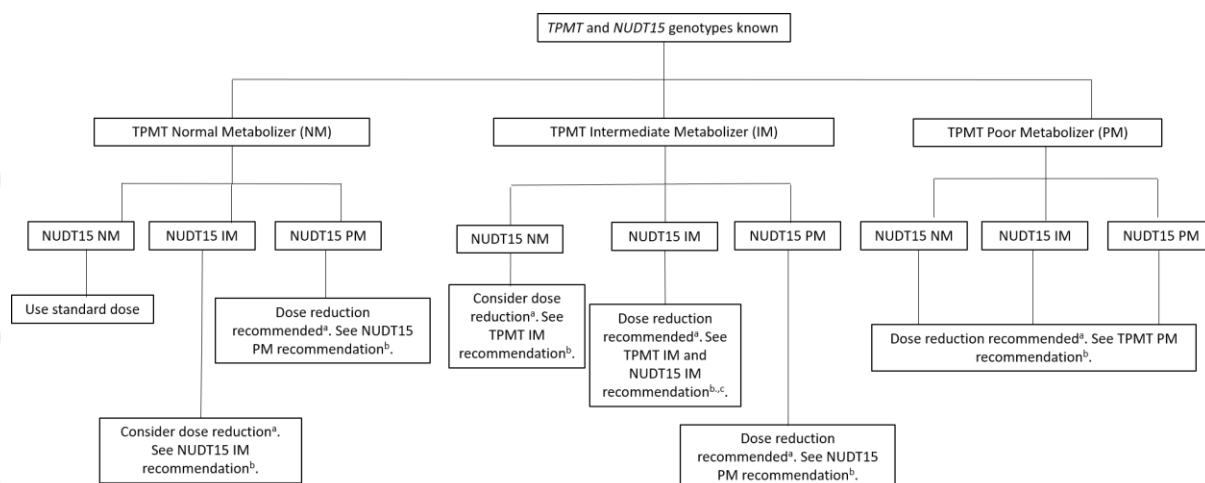 TPMT and NUDT15 genotypes known
TPMT Normal Metabolizer (NM)
TPMT Intermediate Metabolizer (IM)
TPMT Poor Metabolizer (PM)
NUDT15 NM
NUDT15 IM
NUDT15 PM
NUDT15 NM
NUDT15 IM
NUDT15 PM
NUDT15 NM
NUDT15 IM
NUDT15 PM
Use standard dose
Dose reduction
recommendedᵃ. See NUDT15
PM recommendationᵇ.
Consider dose reductionᵃ.
See NUDT15 IM
recommendationᵇ.
Consider dose
reductionᵃ. See
TPMT IM
recommendationᵇ.
Dose reduction
recommendedᵃ. See
TPMT IM and
NUDT15 IM
recommendationᵇ·,ᶜ.
Dose reduction
recommendedᵃ. See NUDT15
PM recommendationᵇ.
Dose reduction recommendedᵃ. See TPMT PM
recommendationᵇ.